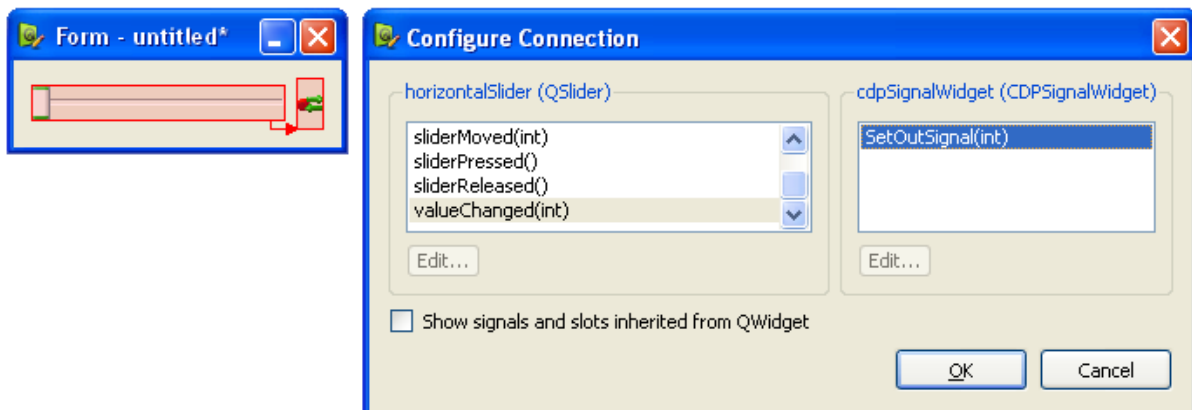 Form - untitled*
Configure Connection
horizontalSlider (QSlider)
sliderMoved(int)
sliderPressed()
sliderReleased()
valueChanged(int)
Edit...
cdpSignalWidget (CDPSignalWidget)
SetOutSignal(int)
Edit...
Show signals and slots inherited from QWidget
OK
Cancel